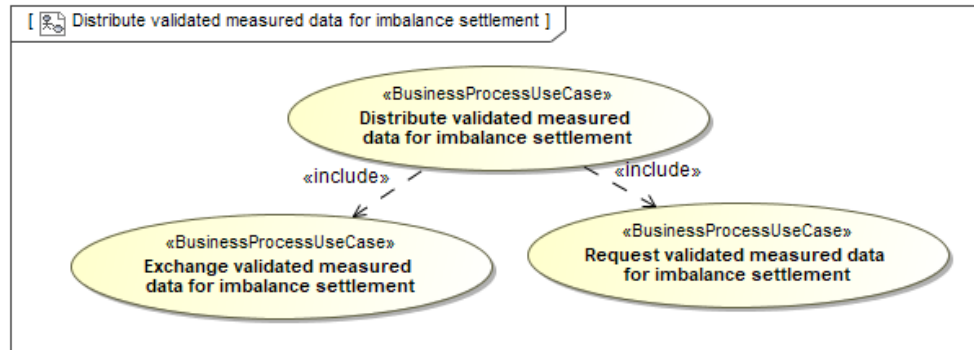 [ Distribute validated measured data for imbalance settlement ]
«BusinessProcessUseCase»
Distribute validated measured
data for imbalance settlement
«include»
«include»
«BusinessProcessUseCase»
Exchange validated measured
data for imbalance settlement
«BusinessProcessUseCase»
Request validated measured data
for imbalance settlement